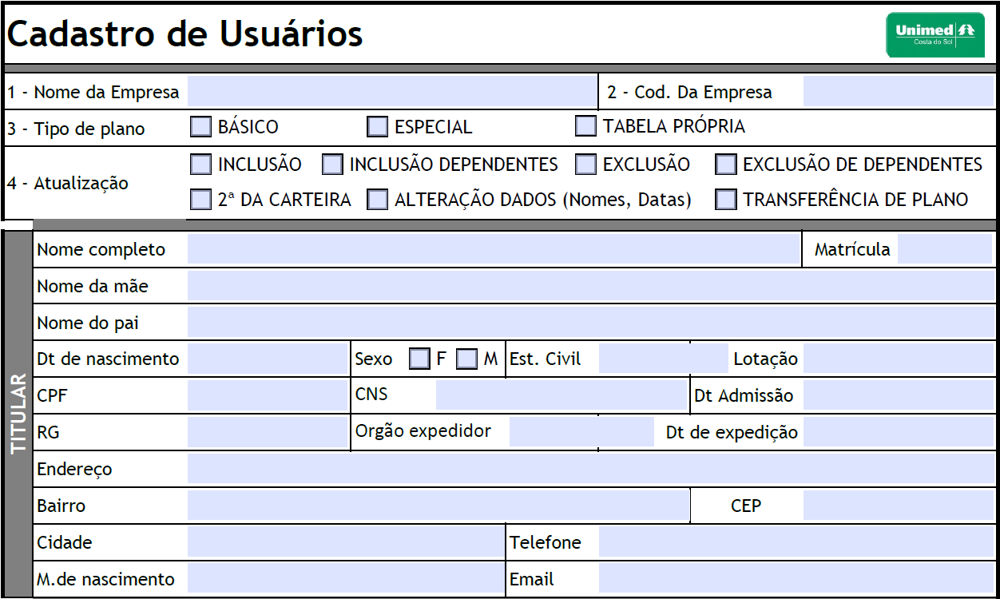 Cadastro de Usuários
Unimed
Costa do Sol
1 - Nome da Empresa 2 - Cod. Da Empresa
3 - Tipo de plano BÁSICO ESPECIAL TABELA PRÓPRIA
4 - Atualização
INCLUSÃO INCLUSÃO DEPENDENTES EXCLUSÃO EXCLUSÃO DE DEPENDENTES
2ª DA CARTEIRA ALTERAÇÃO DADOS (Nomes, Datas) TRANSFERÊNCIA DE PLANO
TITULAR
Nome completo Matrícula
Nome da mãe
Nome do pai
Dt de nascimento Sexo F M Est. Civil Lotação
CPF CNS Dt Admissão
RG Orgão expedidor Dt de expedição
Endereço
Bairro CEP
Cidade Telefone
M.de nascimento Email